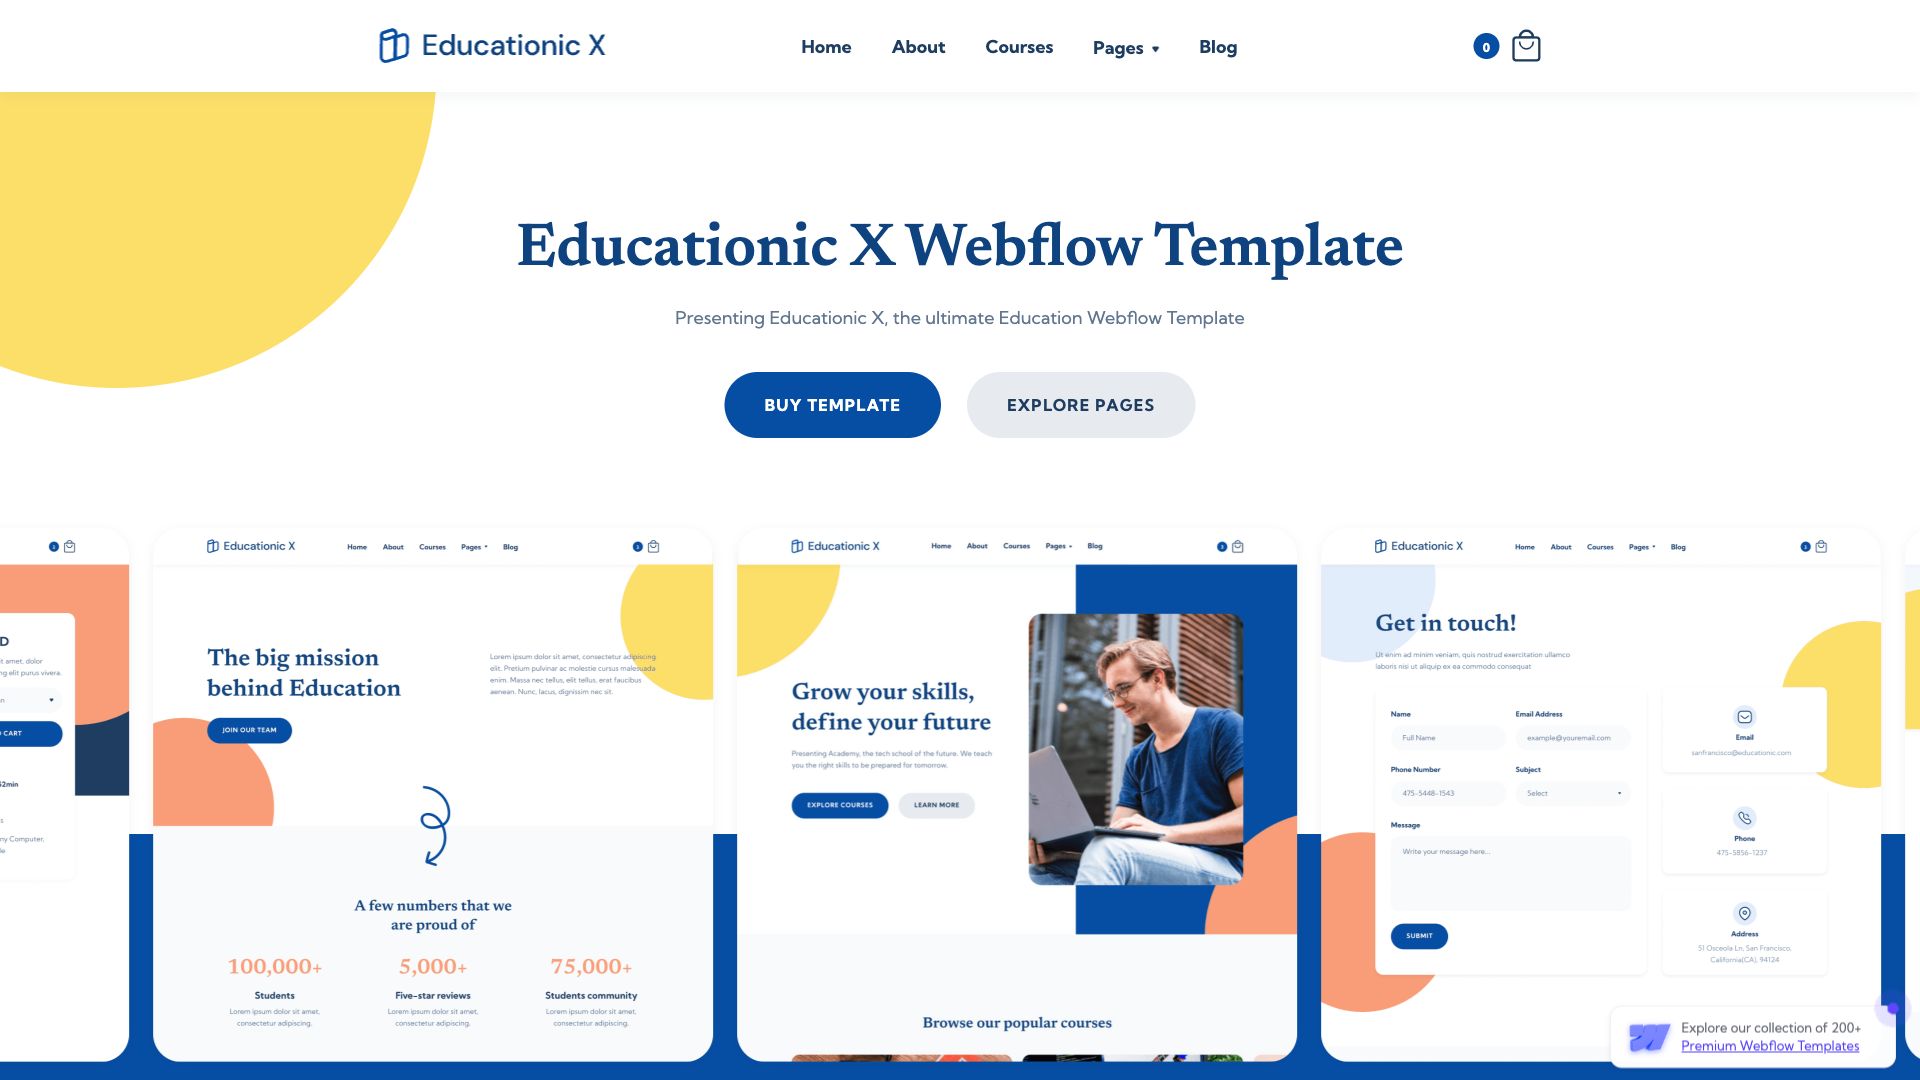 Educationic X
Home
About
Courses
Pages
Blog
0
Educationic X Webflow Template
Presenting Educationic X, the ultimate Education Webflow Template
BUY TEMPLATE
EXPLORE PAGES
D
t amet, dolor
ng elit purus vivera.
CART
52min
ny Computer,
Educationic X
Home
About
Courses
Pages
Blog
The big mission
behind Education
JOIN OUR TEAM
Lorem ipsum dolor sit amet, consectetur adipiscing
elit. Pretium pulvinar ac molestie cursus malesuada
enim. Massa nec tellus, elit tellus, erat faucibus
aenean. Nunc, lacus, dignissim nec sit.
A few numbers that we
are proud of
100,000+
Students
Lorem ipsum dolor sit amet,
consectetur adipiscing.
5,000+
Five-star reviews
Lorem ipsum dolor sit amet,
consectetur adipiscing.
75,000+
Students community
Lorem ipsum dolor sit amet,
consectetur adipiscing.
Educationic X
Home
About
Courses
Pages
Blog
Grow your skills,
define your future
Presenting Academy, the tech school of the future. We teach
you the right skills to be prepared for tomorrow.
EXPLORE COURSES
LEARN MORE
Browse our popular courses
Educationic X
Home
About
Courses
Pages
Blog
Get in touch!
Ut enim ad minim veniam, quis nostrud exercitation ullamco
laboris nisi ut aliquip ex ea commodo consequat
Name
Full Name
Email Address
example@youremail.com
Phone Number
475-5448-1543
Subject
Select
Message
Write your message here...
SUBMIT
Email
sanfrancisco@educationic.com
Phone
475-5856-1237
Address
51 Osceola Ln, San Francisco,
California(CA), 94124
Explore our collection of 200+
Premium Webflow Templates